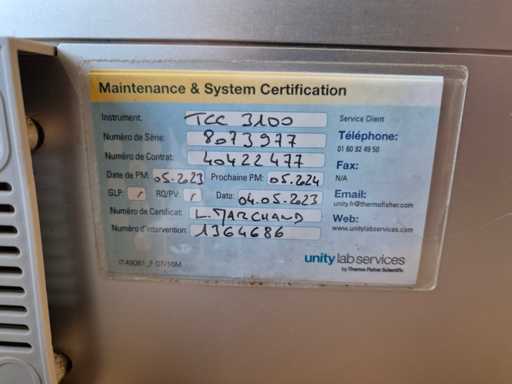 Maintenance & System Certification
Instrument: TCC 3100 Service Client
Numéro de Série: 8073977 Téléphone:
01 60 92 49 50
Numéro de Contrat: 40422477 Fax:
N/A
Date de PM: 05.2023 Prochaine PM: 05.2024
GLP: / RQ/PV: / Date: 04.05.2023 Email:
unity.fr@thermofisher.com
Numéro de Certificat: L. MARCHAND Web:
www.unitylabservices.com
Numéro d'intervention: 1364686
unity lab services
by Thermo Fisher Scientific